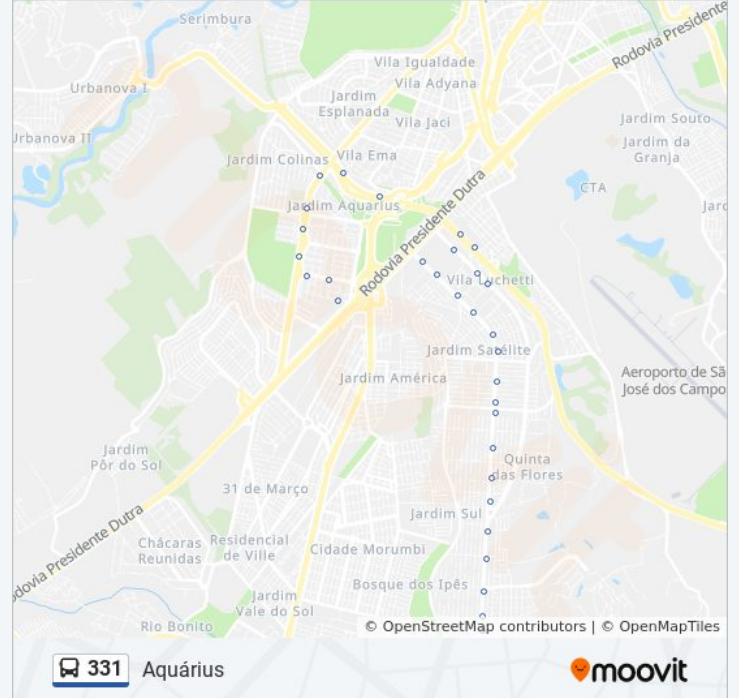 Serimbura
Rodovia Presidente
Vila Igualdade
Urbanova I
Vila Adyana
Jardim
Esplanada
Vila Jaci
Jardim Souto
Urbanova II
Jardim da
Granja
Jardim Colinas
Vila Ema
CTA
Jardim Aquarius
Jard
Rodovia Presidente Dutra
Vila Luchetti
Jardim Satélite
Aeroporto de Sã
José dos Campo
Jardim América
Jardim
Pôr do Sol
Quinta
das Flores
31 de Março
Jardim Sul
dovia Presidente Dutra
Chácaras
Reunidas
Residencial
de Ville
Cidade Morumbi
Bosque dos Ipês
Jardim
Vale do Sol
Rio Bonito
© OpenStreetMap contributors | © OpenMapTiles
331 Aquárius
moovit